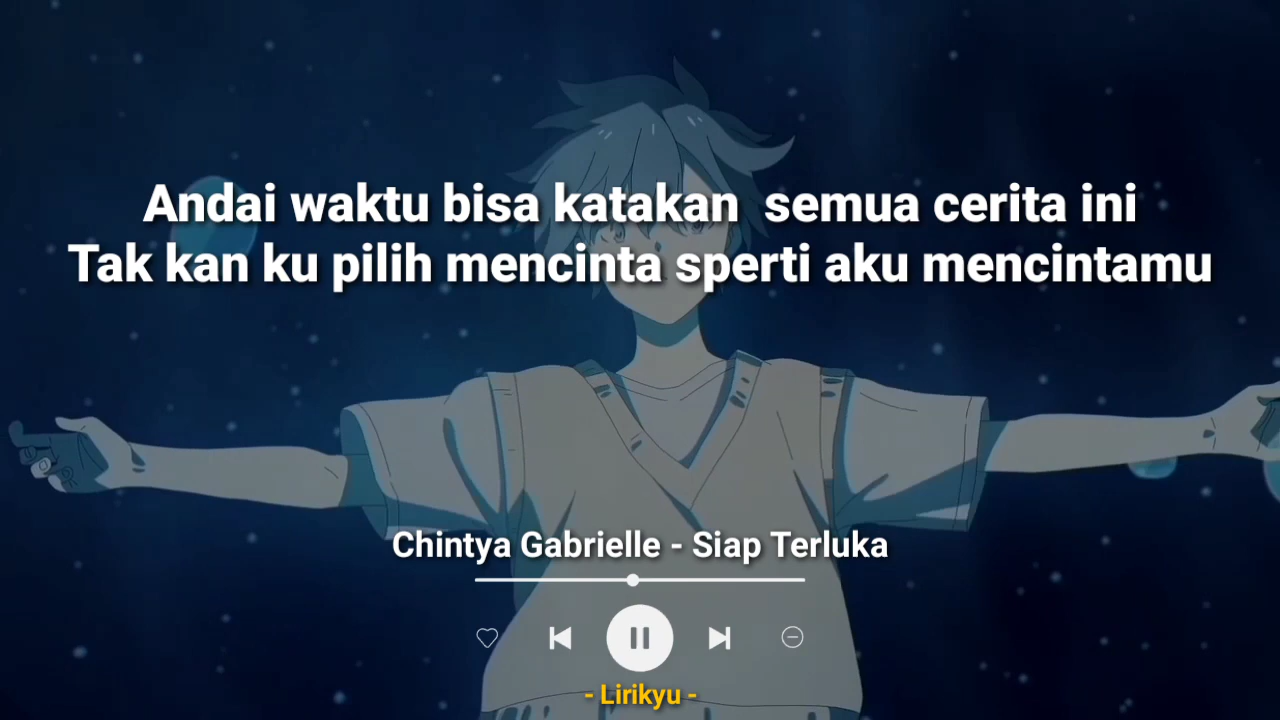 Andai waktu bisa katakan  semua cerita ini
Tak kan ku pilih mencinta sperti aku mencintamu
Chintya Gabrielle - Siap Terluka
- Lirikyu -